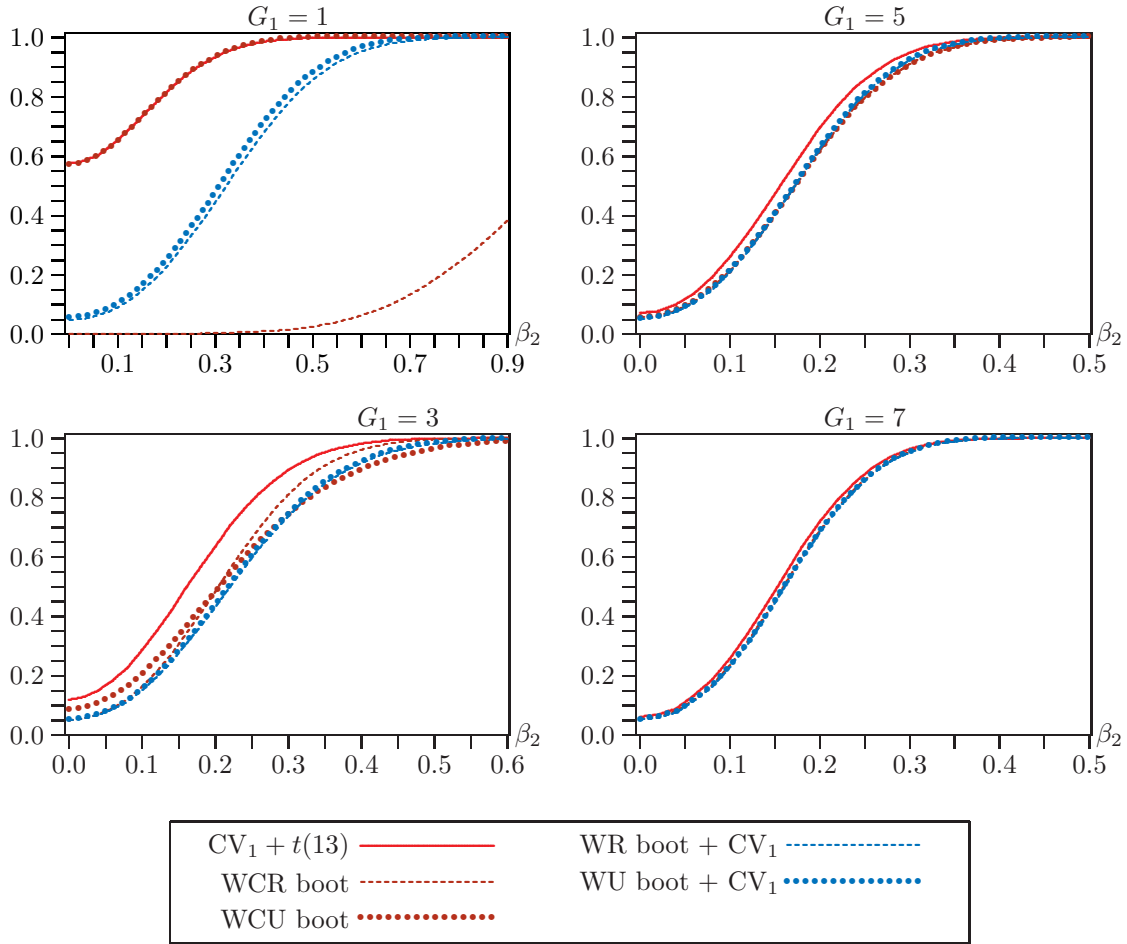 G₁ = 1
1.0
0.8
0.6
0.4
0.2
0.0
0.1 0.3 0.5 0.7 0.9
β₂
G₁ = 5
1.0
0.8
0.6
0.4
0.2
0.0
0.0 0.1 0.2 0.3 0.4 0.5
β₂
G₁ = 3
1.0
0.8
0.6
0.4
0.2
0.0
0.0 0.1 0.2 0.3 0.4 0.5 0.6
β₂
G₁ = 7
1.0
0.8
0.6
0.4
0.2
0.0
0.0 0.1 0.2 0.3 0.4 0.5
β₂
CV₁ + t(13)
WCR boot
WCU boot
WR boot + CV₁
WU boot + CV₁